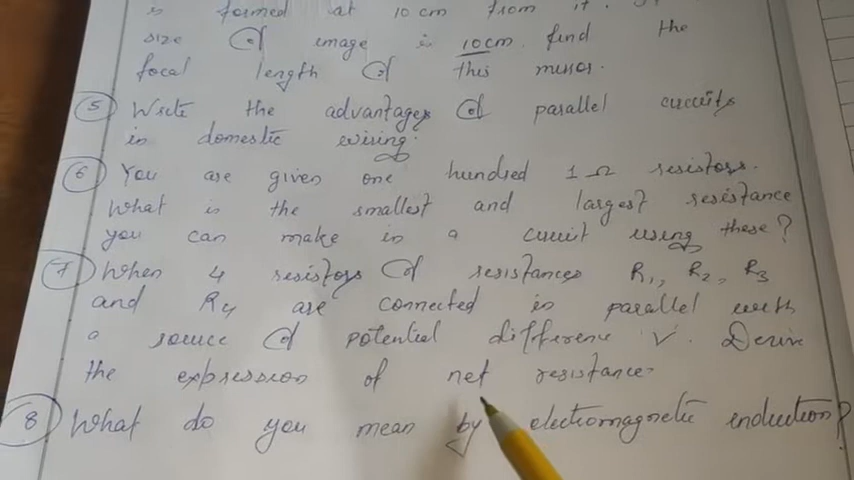 is formed at 10 cm from it.
size of image is 10cm. find the
focal length of this mirror.
5 Write the advantages of parallel circuits
in domestic wiring.
6 You are given one hundred 1 Ω resistors.
What is the smallest and largest resistance
you can make in a circuit using these?
7 When 4 resistors of resistances R1, R2, R3
and R4 are connected in parallel with
a source of potential difference V. Derive
the expression of net resistance.
8 What do you mean by electromagnetic induction?